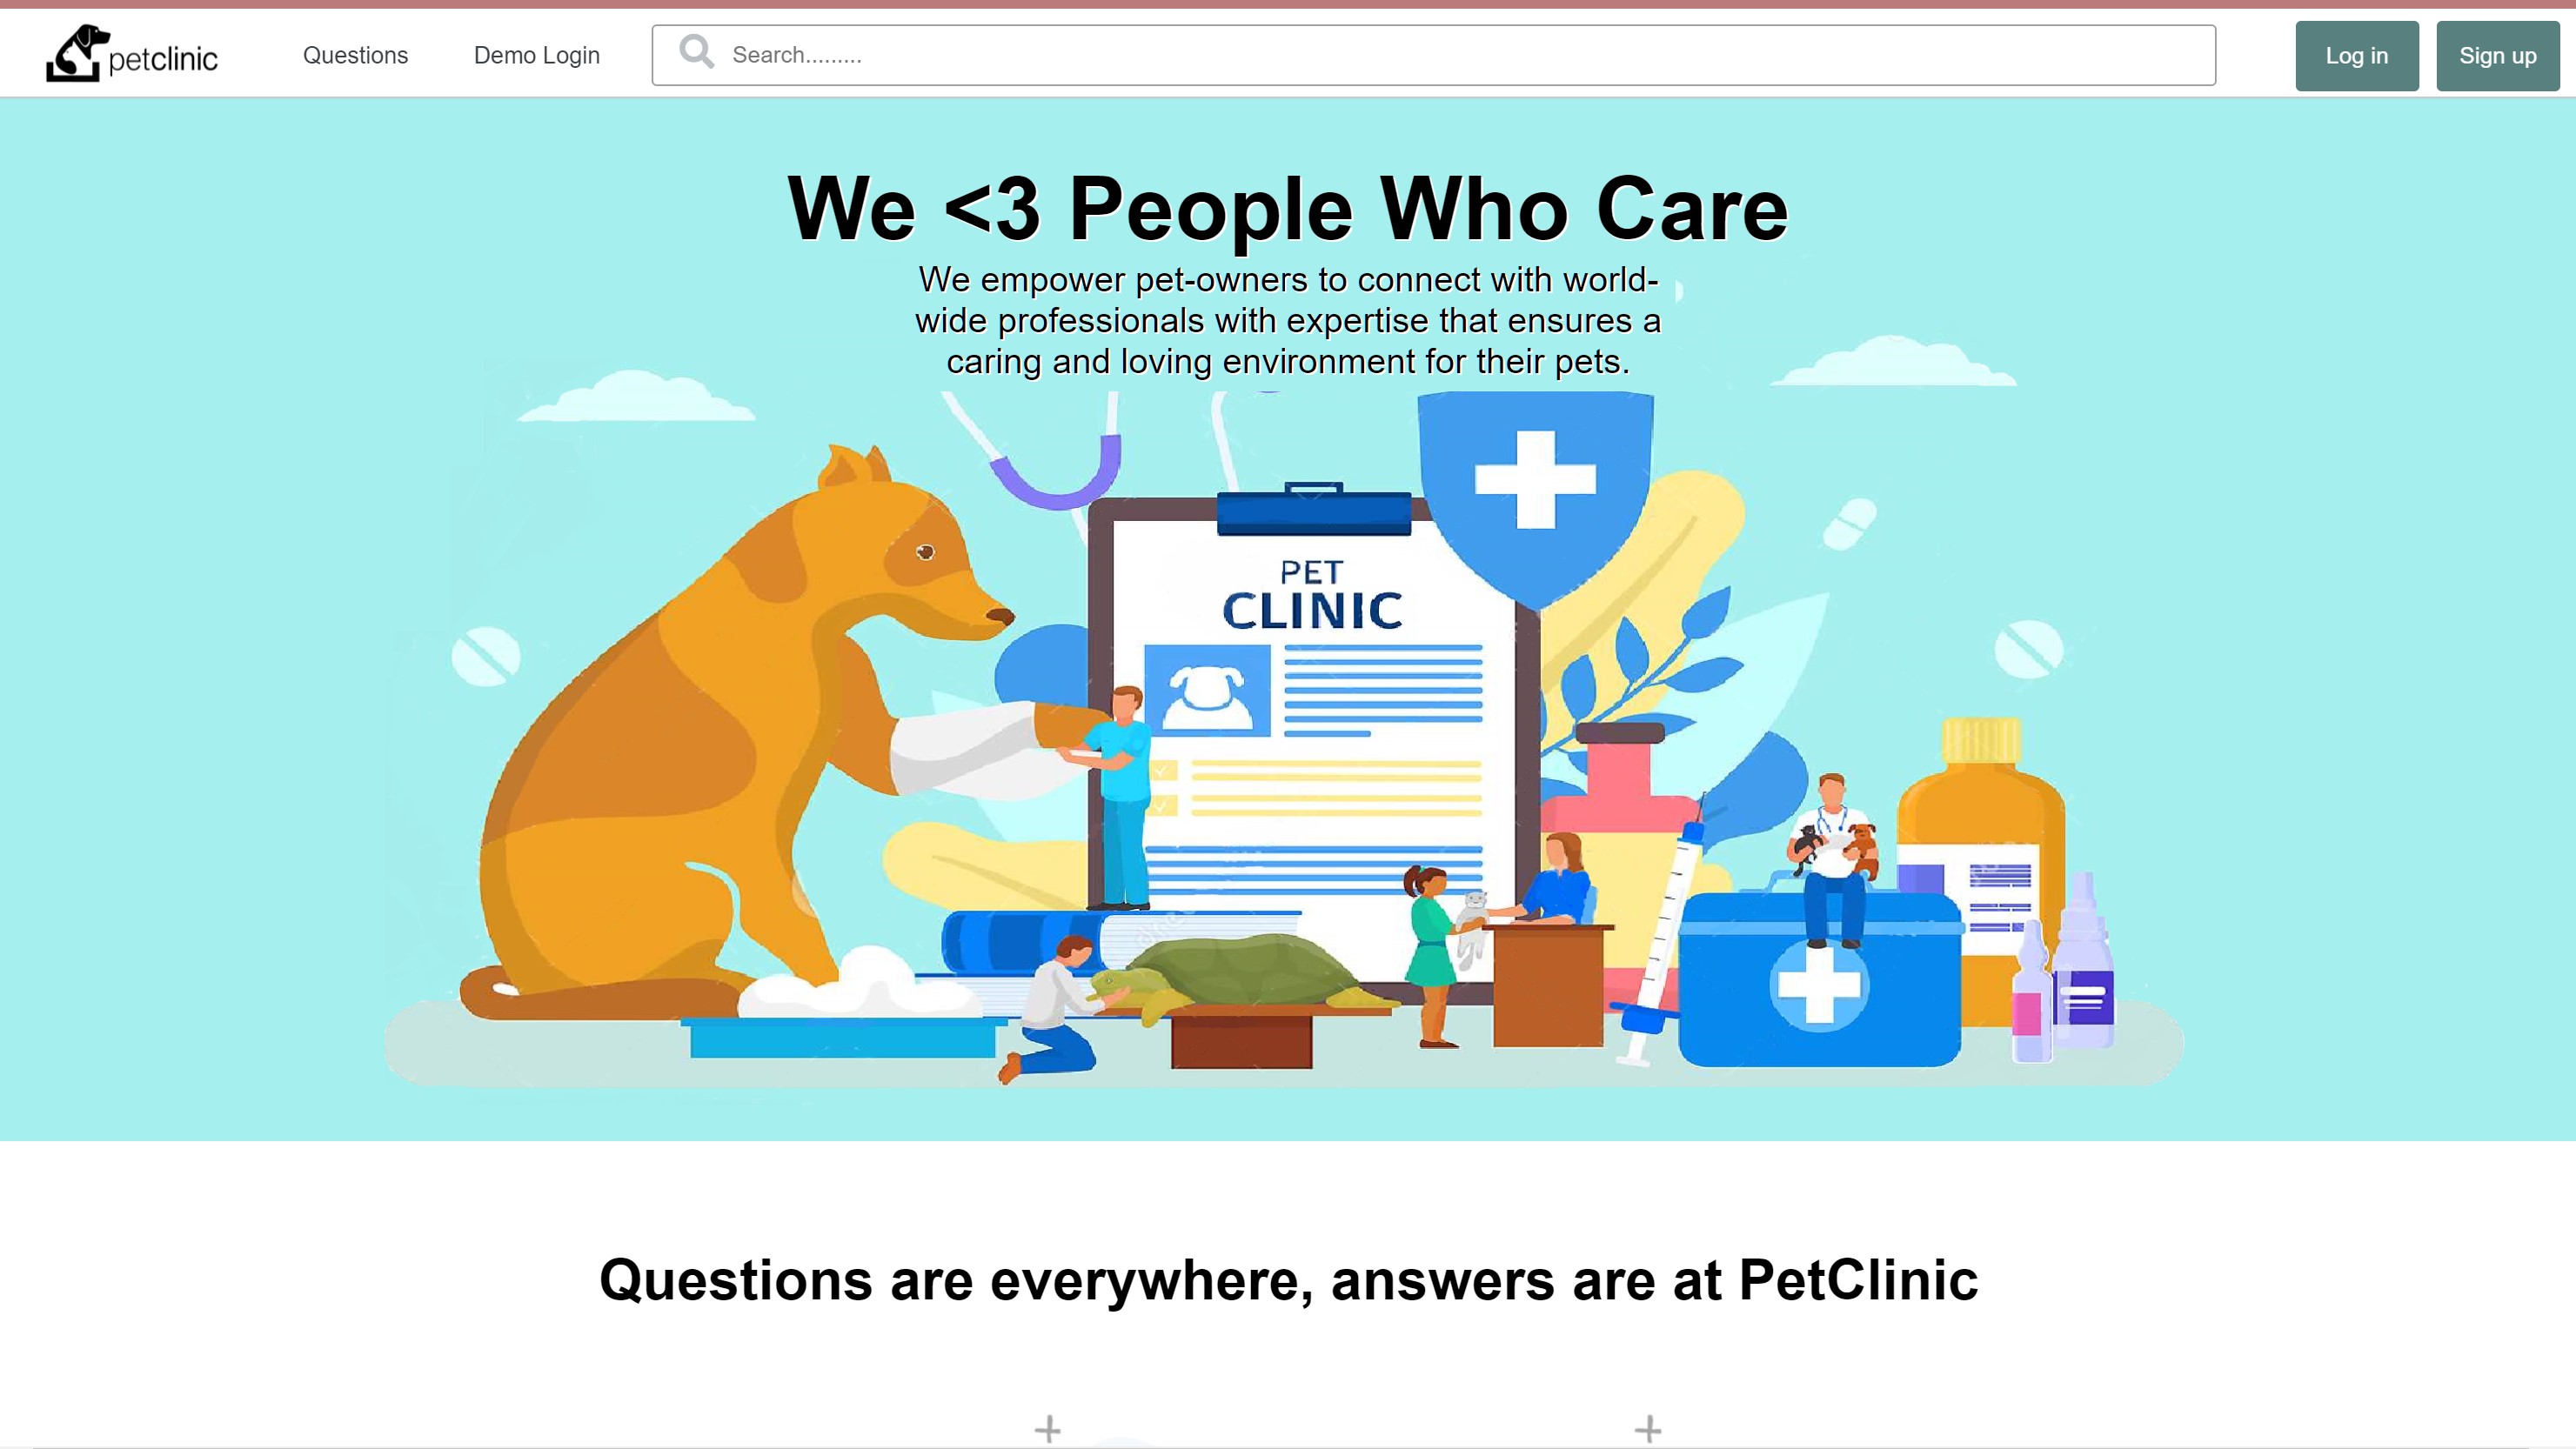 petclinic
Questions
Demo Login
Search.........
Log in
Sign up
We <3 People Who Care
We empower pet-owners to connect with world-
wide professionals with expertise that ensures a
caring and loving environment for their pets.
PET
CLINIC
Questions are everywhere, answers are at PetClinic